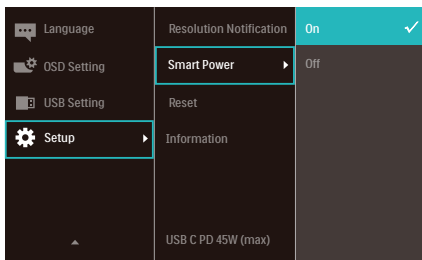 Language
OSD Setting
USB Setting
Setup
Resolution Notification
Smart Power
Reset
Information
USB C PD 45W (max)
On
Off